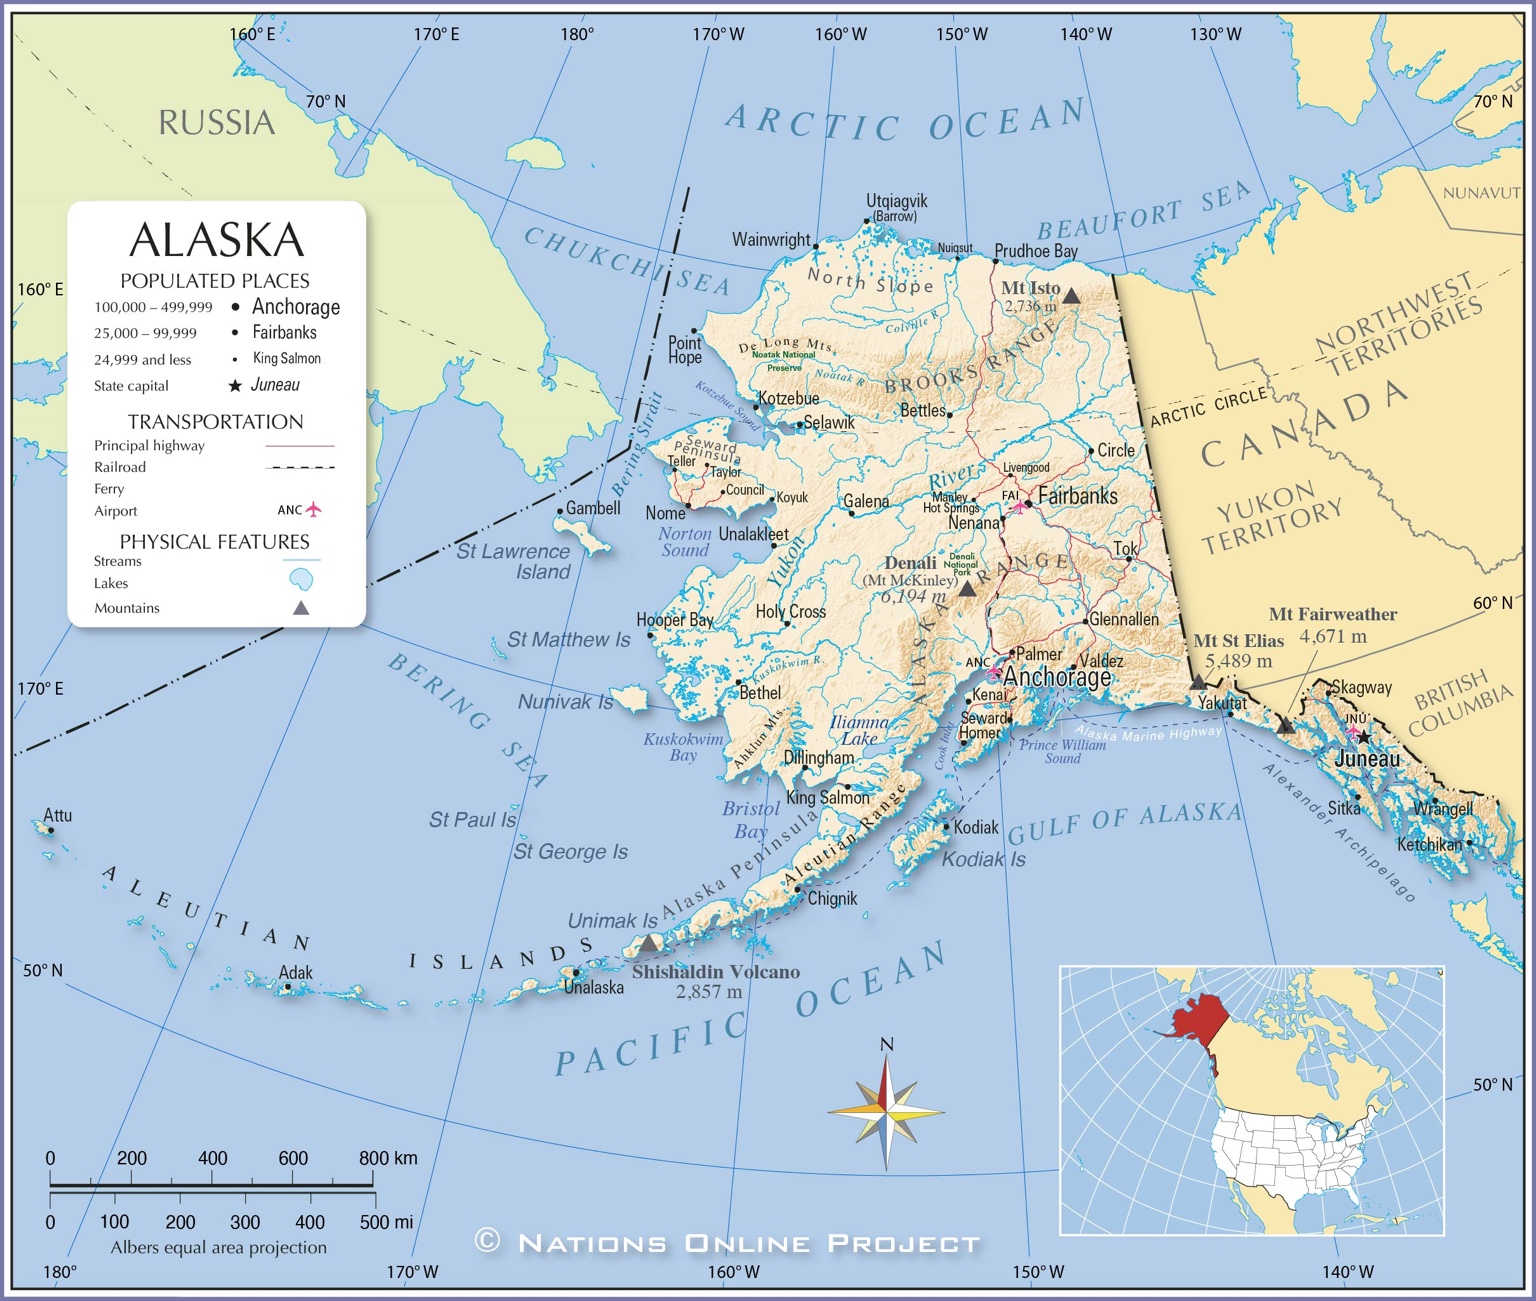 160° E
170° E
180°
170° W
160° W
150° W
140° W
130° W
70° N
70° N
RUSSIA
ARCTIC OCEAN
NUNAVUT
Utqiagvik
(Barrow)
BEAUFORT SEA
CHUKCHI SEA
Wainwright
Nuiqsut
Prudhoe Bay
North Slope
Mt Isto
2,736 m
160° E
ALASKA
POPULATED PLACES
100,000 – 499,999
Anchorage
25,000 – 99,999
Fairbanks
24,999 and less
King Salmon
State capital
Juneau
TRANSPORTATION
Principal highway
Railroad
Ferry
Airport
ANC
PHYSICAL FEATURES
Streams
Lakes
Mountains
NORTHWEST
TERRITORIES
Colville R.
Point
Hope
De Long Mts.
Noatak National
Preserve
Noatak R.
BROOKS RANGE
Kotzebue Sound
Kotzebue
Selawik
Bettles
ARCTIC CIRCLE
CANADA
Bering Strait
Seward
Peninsula
Teller
Taylor
Council
Koyuk
Nome
Circle
Livengood
River
Manley
Hot Springs
FAI
Fairbanks
Nenana
Galena
YUKON
TERRITORY
Gambell
St Lawrence
Island
Norton
Sound
Unalakleet
Yukon
Denali
(Mt McKinley)
6,194 m
Denali
National
Park
ALASKA RANGE
Tok
60° N
Holy Cross
Hooper Bay
Glennallen
Mt Fairweather
4,671 m
Mt St Elias
5,489 m
St Matthew Is
Kuskokwim R.
Palmer
ANC
Anchorage
Valdez
170° E
BERING SEA
Nunivak Is
Bethel
Kenai
Seward
Homer
Yakutat
Skagway
BRITISH
COLUMBIA
JNU
Juneau
Kuskokwim
Bay
Ahklun Mts.
Iliamna
Lake
Cook Inlet
Prince William
Sound
Alaska Marine Highway
Dillingham
King Salmon
Sitka
Wrangell
Ketchikan
Alexander Archipelago
Attu
St Paul Is
St George Is
Bristol
Bay
Kodiak
Kodiak Is
GULF OF ALASKA
Alaska Peninsula
Aleutian Range
Chignik
ALEUTIAN ISLANDS
Unimak Is
50° N
Adak
Unalaska
Shishaldin Volcano
2,857 m
PACIFIC OCEAN
N
50° N
0 200 400 600 800 km
0 100 200 300 400 500 mi
Albers equal area projection
© NATIONS ONLINE PROJECT
180°
170° W
160° W
150° W
140° W